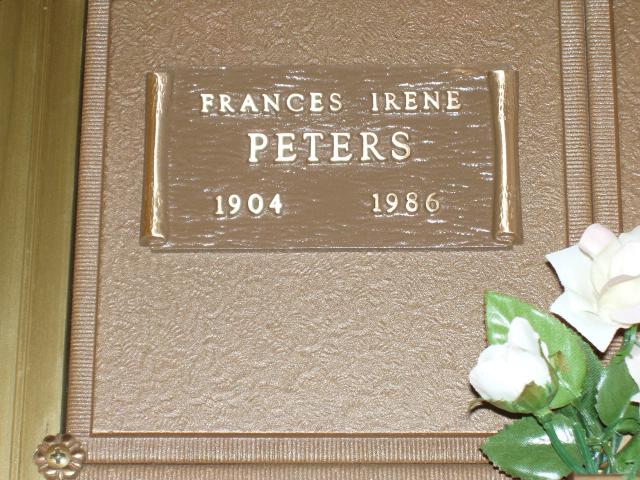 FRANCES IRENE
PETERS
1904 1986